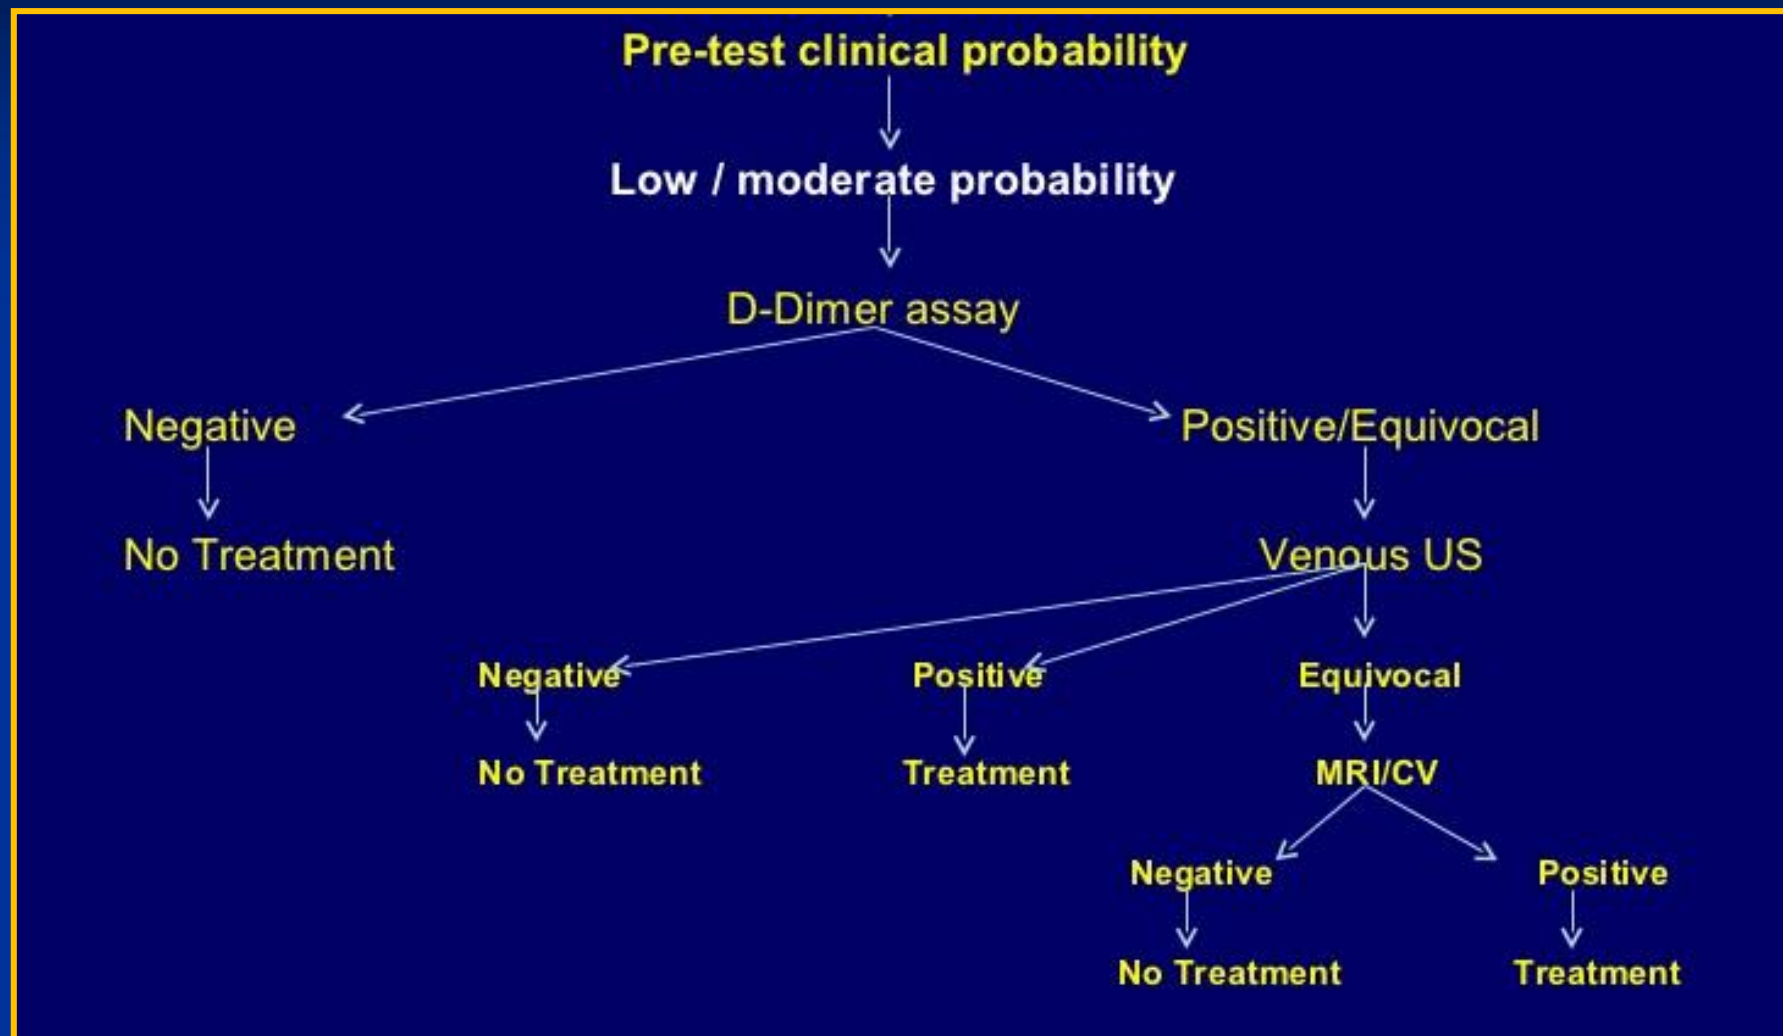 Pre-test clinical probability
Low / moderate probability
D-Dimer assay
Negative
Positive/Equivocal
No Treatment
Venous US
Negative
Positive
Equivocal
No Treatment
Treatment
MRI/CV
Negative
Positive
No Treatment
Treatment